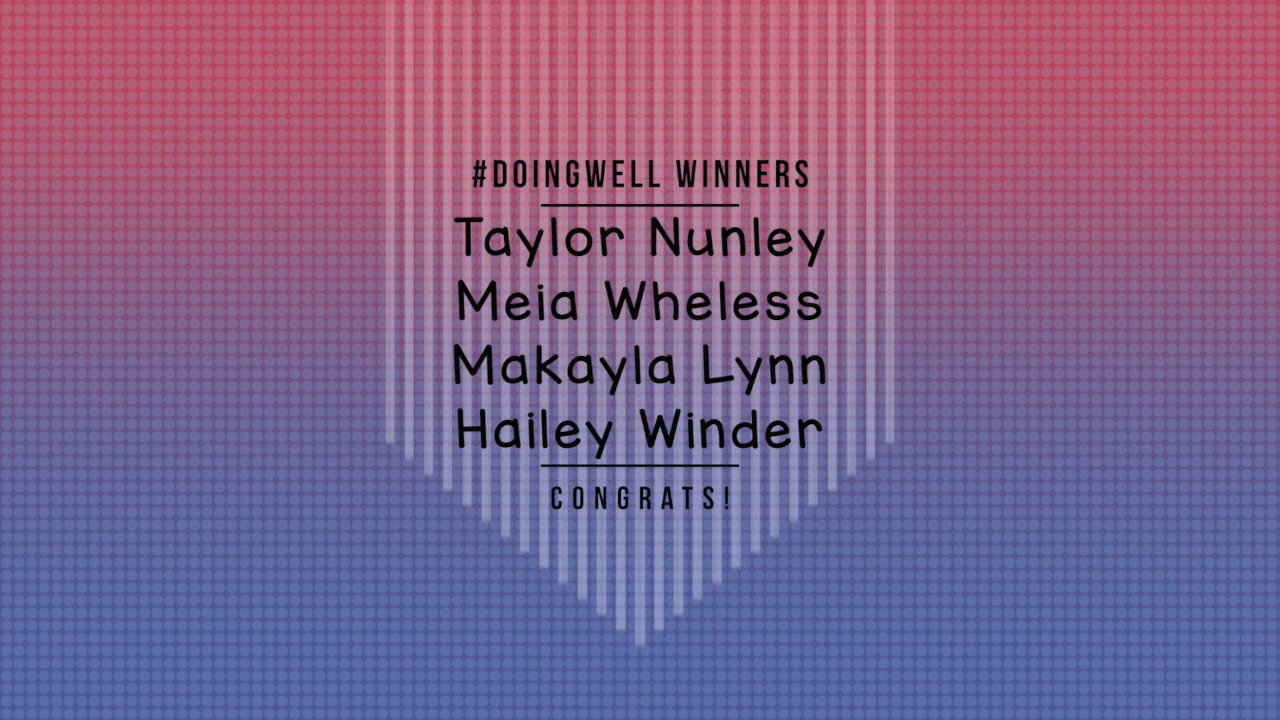 #DOINGWELL WINNERS
Taylor Nunley
Meia Wheless
Makayla Lynn
Hailey Winder
CONGRATS!